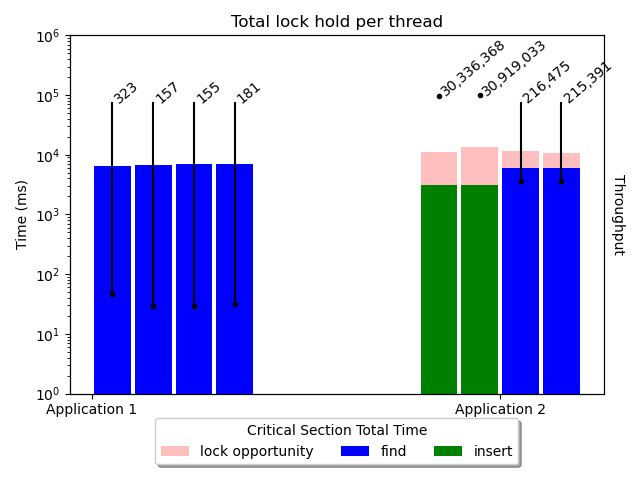 Total lock hold per thread
10^6
10^5
10^4
10^3
10^2
10^1
10^0
Time (ms)
323
157
155
181
30,336,368
30,919,033
216,475
215,391
Throughput
Application 1
Application 2
Critical Section Total Time
lock opportunity
find
insert